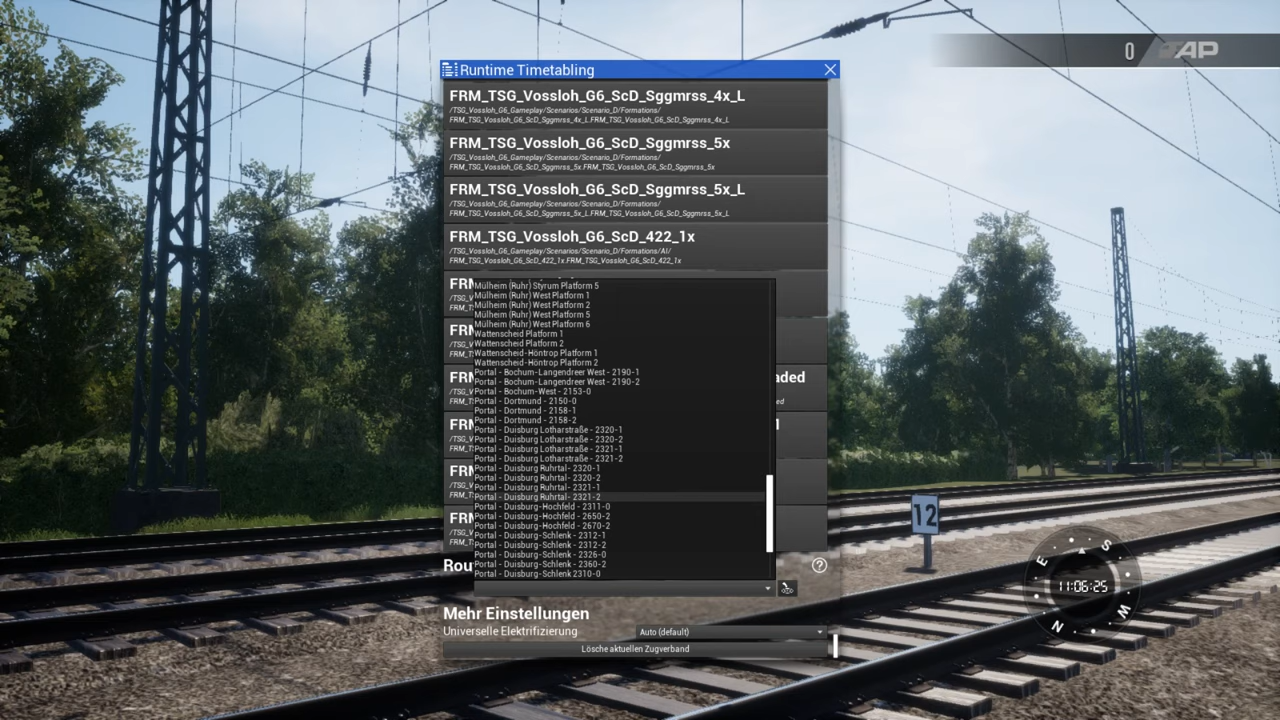 0 TAP
Runtime Timetabling
FRM_TSG_Vossloh_G6_ScD_Sggmrss_4x_L
/TSG_Vossloh_G6_Gameplay/Scenarios/Scenario_D/Formations/
FRM_TSG_Vossloh_G6_ScD_Sggmrss_4x_L.FRM_TSG_Vossloh_G6_ScD_Sggmrss_4x_L
FRM_TSG_Vossloh_G6_ScD_Sggmrss_5x
/TSG_Vossloh_G6_Gameplay/Scenarios/Scenario_D/Formations/
FRM_TSG_Vossloh_G6_ScD_Sggmrss_5x.FRM_TSG_Vossloh_G6_ScD_Sggmrss_5x
FRM_TSG_Vossloh_G6_ScD_Sggmrss_5x_L
/TSG_Vossloh_G6_Gameplay/Scenarios/Scenario_D/Formations/
FRM_TSG_Vossloh_G6_ScD_Sggmrss_5x_L.FRM_TSG_Vossloh_G6_ScD_Sggmrss_5x_L
FRM_TSG_Vossloh_G6_ScD_422_1x
/TSG_Vossloh_G6_Gameplay/Scenarios/Scenario_D/Formations/AI/
FRM_TSG_Vossloh_G6_ScD_422_1x.FRM_TSG_Vossloh_G6_ScD_422_1x
Mülheim (Ruhr) Styrum Platform 5
Mülheim (Ruhr) West Platform 1
Mülheim (Ruhr) West Platform 2
Mülheim (Ruhr) West Platform 5
Mülheim (Ruhr) West Platform 6
Wattenscheid Platform 1
Wattenscheid Platform 2
Wattenscheid-Höntrop Platform 1
Wattenscheid-Höntrop Platform 2
Portal - Bochum-Langendreer West - 2190-1
Portal - Bochum-Langendreer West - 2190-2
Portal - Bochum-West - 2153-0
Portal - Dortmund - 2150-0
Portal - Dortmund - 2158-1
Portal - Dortmund - 2158-2
Portal - Duisburg Lotharstraße - 2320-1
Portal - Duisburg Lotharstraße - 2320-2
Portal - Duisburg Lotharstraße - 2321-1
Portal - Duisburg Lotharstraße - 2321-2
Portal - Duisburg Ruhrtal- 2320-1
Portal - Duisburg Ruhrtal - 2320-2
Portal - Duisburg Ruhrtal - 2321-1
Portal - Duisburg Ruhrtal - 2321-2
Portal - Duisburg-Hochfeld - 2311-0
Portal - Duisburg-Hochfeld - 2650-2
Portal - Duisburg-Hochfeld - 2670-2
Portal - Duisburg-Schlenk - 2312-1
Portal - Duisburg-Schlenk - 2312-2
Portal - Duisburg-Schlenk - 2326-0
Portal - Duisburg-Schlenk - 2360-2
Portal - Duisburg-Schlenk 2310-0
Mehr Einstellungen
Universelle Elektrifizierung
Auto (default)
Lösche aktuellen Zugverband
12
S
E
11:06:25
W
N